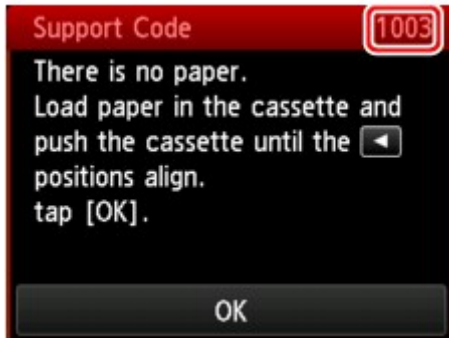 Support Code 1003
There is no paper.
Load paper in the cassette and
push the cassette until the ◀
positions align.
tap [OK].
OK